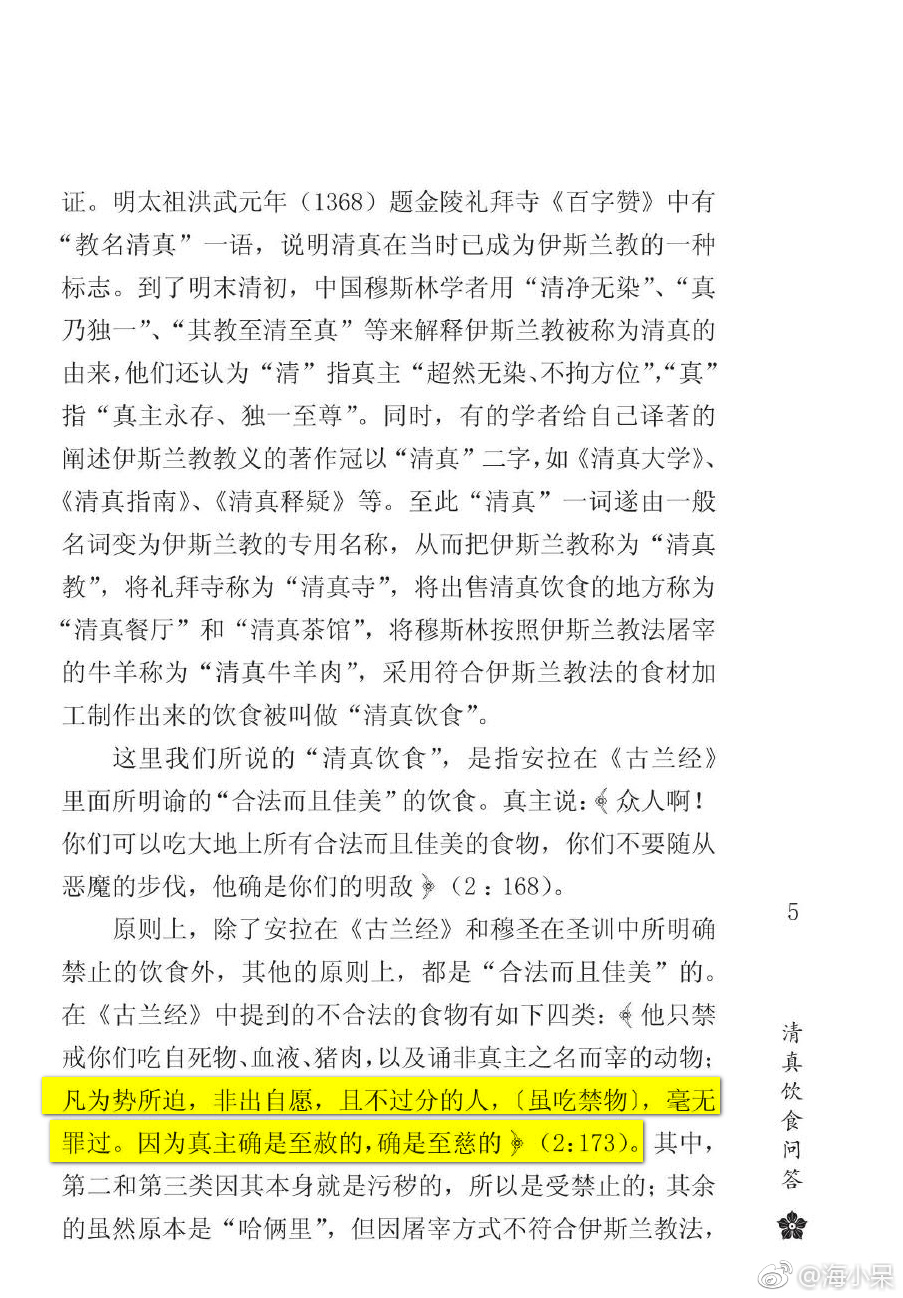 证。明太祖洪武元年（1368）题金陵礼拜寺《百字赞》中有
“教名清真”一语，说明清真在当时已成为伊斯兰教的一种
标志。到了明末清初，中国穆斯林学者用“清净无染”、“真
乃独一”、“其教至清至真”等来解释伊斯兰教被称为清真的
由来，他们还认为“清”指真主“超然无染、不拘方位”，“真”
指“真主永存、独一至尊”。同时，有的学者给自己译著的
阐述伊斯兰教教义的著作冠以“清真”二字，如《清真大学》、
《清真指南》、《清真释疑》等。至此“清真”一词遂由一般
名词变为伊斯兰教的专用名称，从而把伊斯兰教称为“清真
教”，将礼拜寺称为“清真寺”，将出售清真饮食的地方称为
“清真餐厅”和“清真茶馆”，将穆斯林按照伊斯兰教法屠宰
的牛羊称为“清真牛羊肉”，采用符合伊斯兰教法的食材加
工制作出来的饮食被叫做“清真饮食”。
这里我们所说的“清真饮食”，是指安拉在《古兰经》
里面所明谕的“合法而且佳美”的饮食。真主说：﴾众人啊！
你们可以吃大地上所有合法而且佳美的食物，你们不要随从
恶魔的步伐，他确是你们的明敌﴿（2：168）。
原则上，除了安拉在《古兰经》和穆圣在圣训中所明确
禁止的饮食外，其他的原则上，都是“合法而且佳美”的。
在《古兰经》中提到的不合法的食物有如下四类：﴾他只禁
戒你们吃自死物、血液、猪肉，以及诵非真主之名而宰的动物；
凡为势所迫，非出自愿，且不过分的人，〔虽吃禁物〕，毫无
罪过。因为真主确是至赦的，确是至慈的﴿（2:173）。其中，
第二和第三类因其本身就是污秽的，所以是受禁止的；其余
的虽然原本是“哈俩里”，但因屠宰方式不符合伊斯兰教法，
5
清真饮食问答
@海小呆